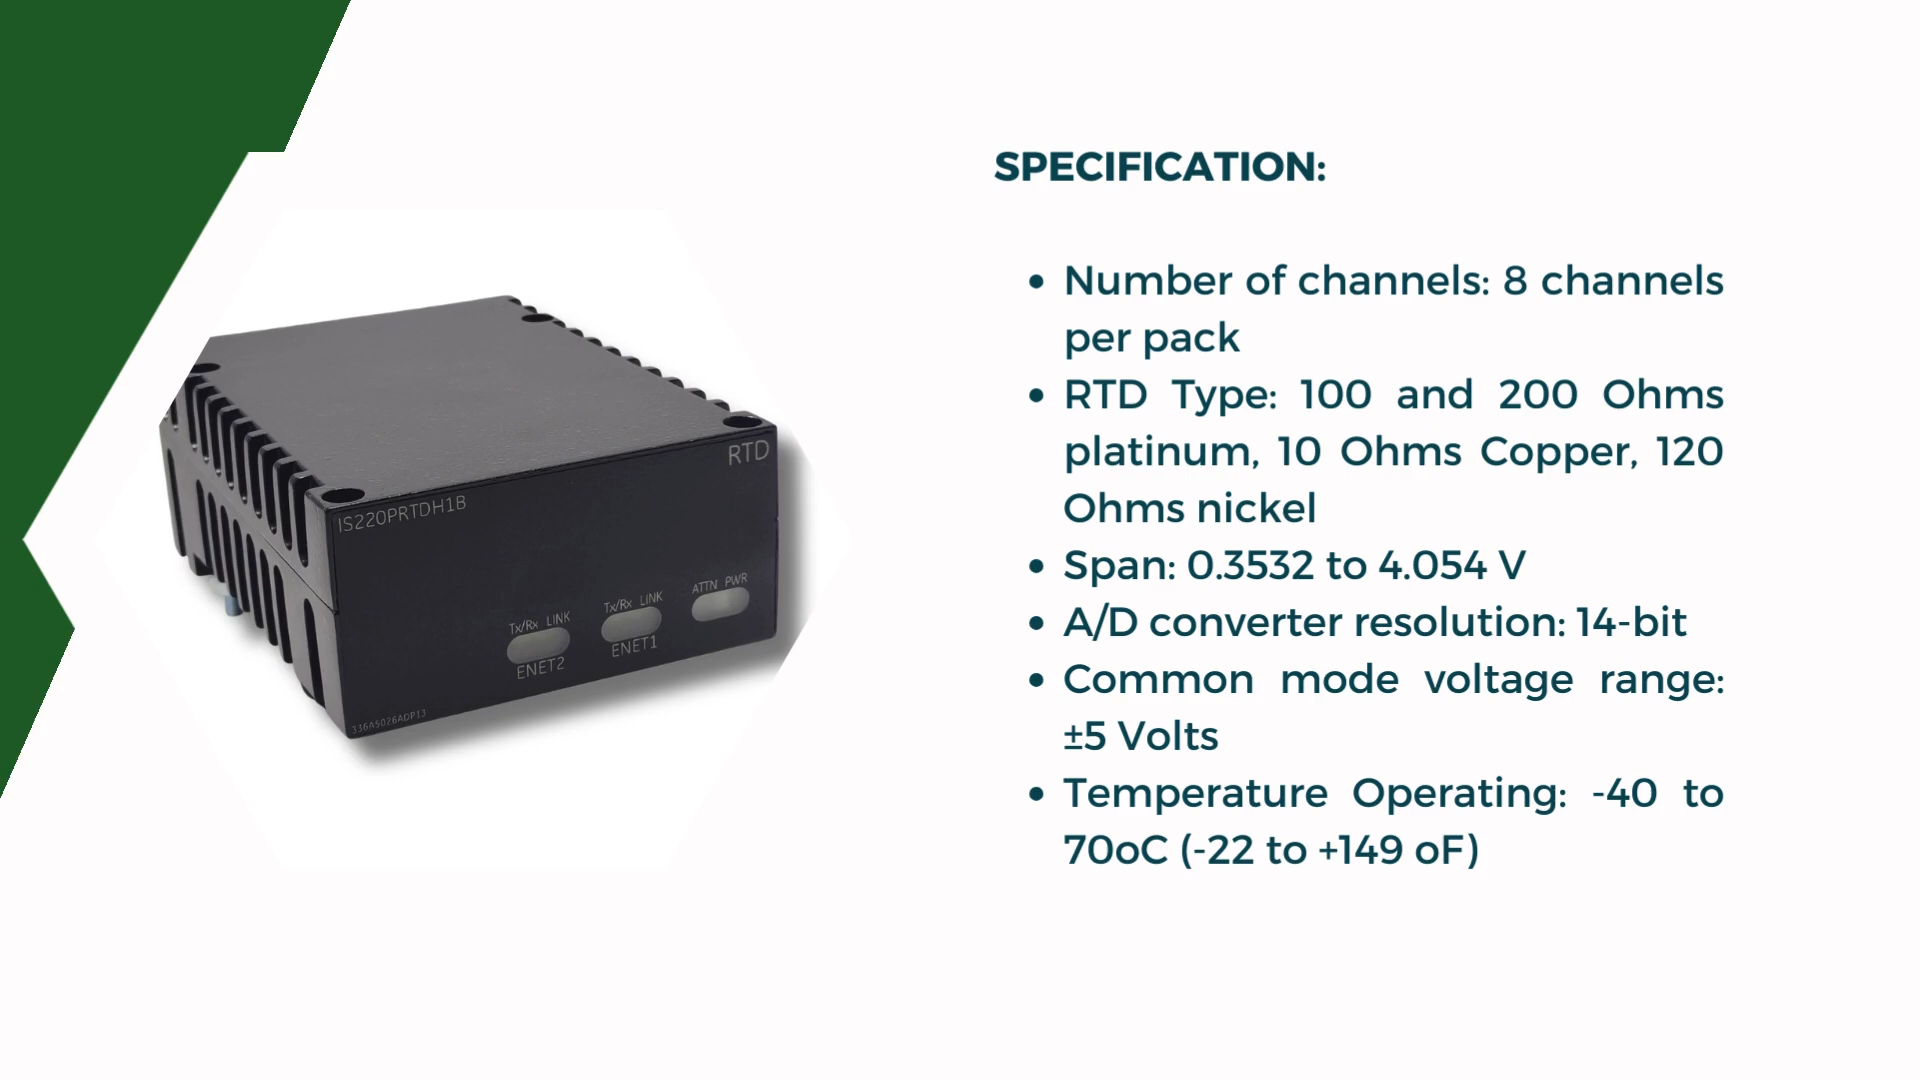 SPECIFICATION:
Number of channels: 8 channels
per pack
RTD Type: 100 and 200 Ohms
platinum, 10 Ohms Copper, 120
Ohms nickel
Span: 0.3532 to 4.054 V
A/D converter resolution: 14-bit
Common mode voltage range:
±5 Volts
Temperature Operating: -40 to
70oC (-22 to +149 oF)
RTD
IS220PRTDH1B
ATTN PWR
Tx/Rx LINK
ENET1
Tx/Rx LINK
ENET2
336A5026ADP13